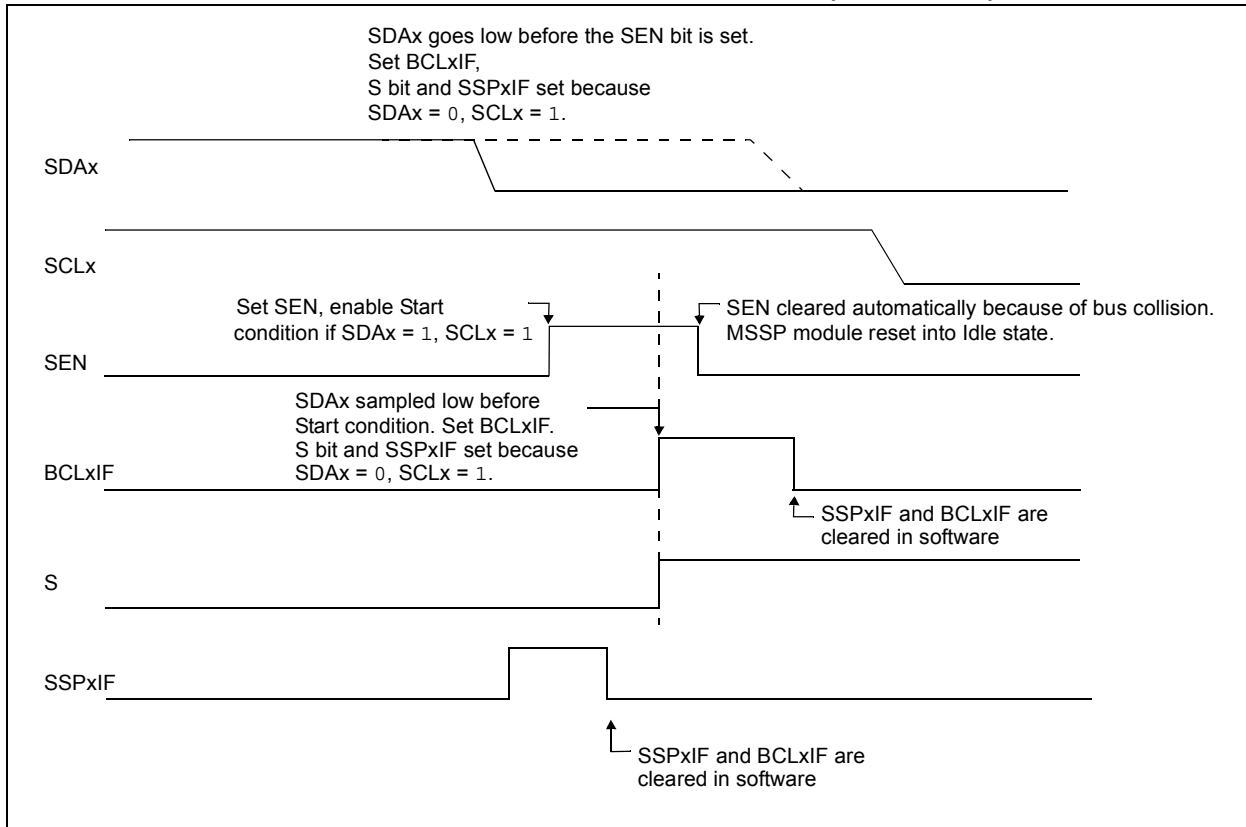 SDAx goes low before the SEN bit is set.
Set BCLxIF,
S bit and SSPxIF set because
SDAx = 0, SCLx = 1.
SDAx
SCLx
Set SEN, enable Start
condition if SDAx = 1, SCLx = 1
SEN cleared automatically because of bus collision.
MSSP module reset into Idle state.
SEN
SDAx sampled low before
Start condition. Set BCLxIF.
S bit and SSPxIF set because
SDAx = 0, SCLx = 1.
BCLxIF
SSPxIF and BCLxIF are
cleared in software
S
SSPxIF
SSPxIF and BCLxIF are
cleared in software